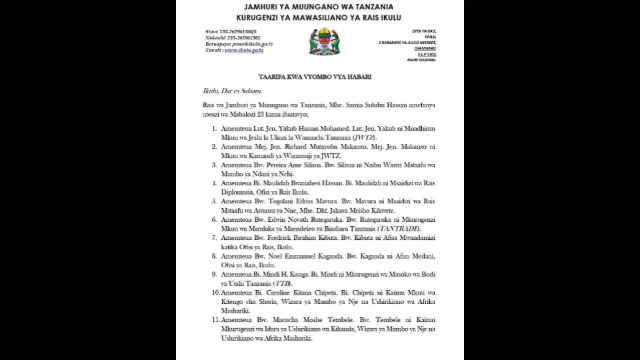 JAMHURI YA MUUNGANO WA TANZANIA
KURUGENZI YA MAWASILIANO YA RAIS IKULU
TAARIFA KWA VYOMBO VYA HABARI
Ikulu, Dar es Salaam.
Rais wa Jamhuri ya Muungano wa Tanzania, Mhe. Samia Suluhu Hassan amefanya
uteuzi wa Mabalozi 23 kama ifuatavyo;
1. Amemteua Lut. Jen. Yakub Hassan Mohamed. Lut. Jen. Yakub ni Mnadhimu
Mkuu wa Jeshi la Ulinzi la Wananchi Tanzania (JWTZ).
2. Amemteua Mej. Jen. Richard Mutayoba Makanzo. Mej. Jen. Makanzo ni
Mkuu wa Kamandi ya Wanamaji ya JWTZ.
3. Amemteua Bw. Pereira Ame Silima. Bw. Silima ni Naibu Waziri Mstaafu wa
Mambo ya Ndani ya Nchi.
4. Amemteua Bi. Maulidah Bwanaheri Hassan. Bi. Maulidah ni Msaidizi wa Rais
Diplomasia, Ofisi ya Rais Ikulu.
5. Amemteua Bw. Togolani Edriss Mavura. Bw. Mavura ni Msaidizi wa Rais
Mstaafu wa Awamu ya Nne, Mhe. Dkt. Jakaya Mrisho Kikwete.
6. Amemteua Bw. Edwin Novath Rutageruka. Bw. Rutageruka ni Mkurugenzi
Mkuu wa Mamlaka ya Maendeleo ya Biashara Tanzania (TANTRADE).
7. Amemteua Bw. Fredrick Ibrahim Kibuta. Bw. Kibuta ni Afisa Mwandamizi
katika Ofisi ya Rais, Ikulu.
8. Amemteua Bw. Noel Emmanuel Kaganda. Bw. Kaganda ni Afisa Medani,
Ofisi ya Rais, Ikulu.
9. Amemteua Bi. Mindi H. Kasiga. Bi. Mindi ni Mkurugenzi wa Masoko wa Bodi
ya Utalii Tanzania (TTB).
10. Amemteua Bi. Caroline Kitana Chipeta. Bi. Chipeta ni Kaimu Mkuu wa
Kitengo cha Sheria, Wizara ya Mambo ya Nje na Ushirikiano wa Afrika
Mashariki.
11. Amemteua Bw. Macocha Moshe Tembele. Bw. Tembele ni Kaimu
Mkurugenzi wa Idara ya Ushirikiano wa Kikanda, Wizara ya Mambo ya Nje na
Ushirikiano wa Afrika Mashariki.